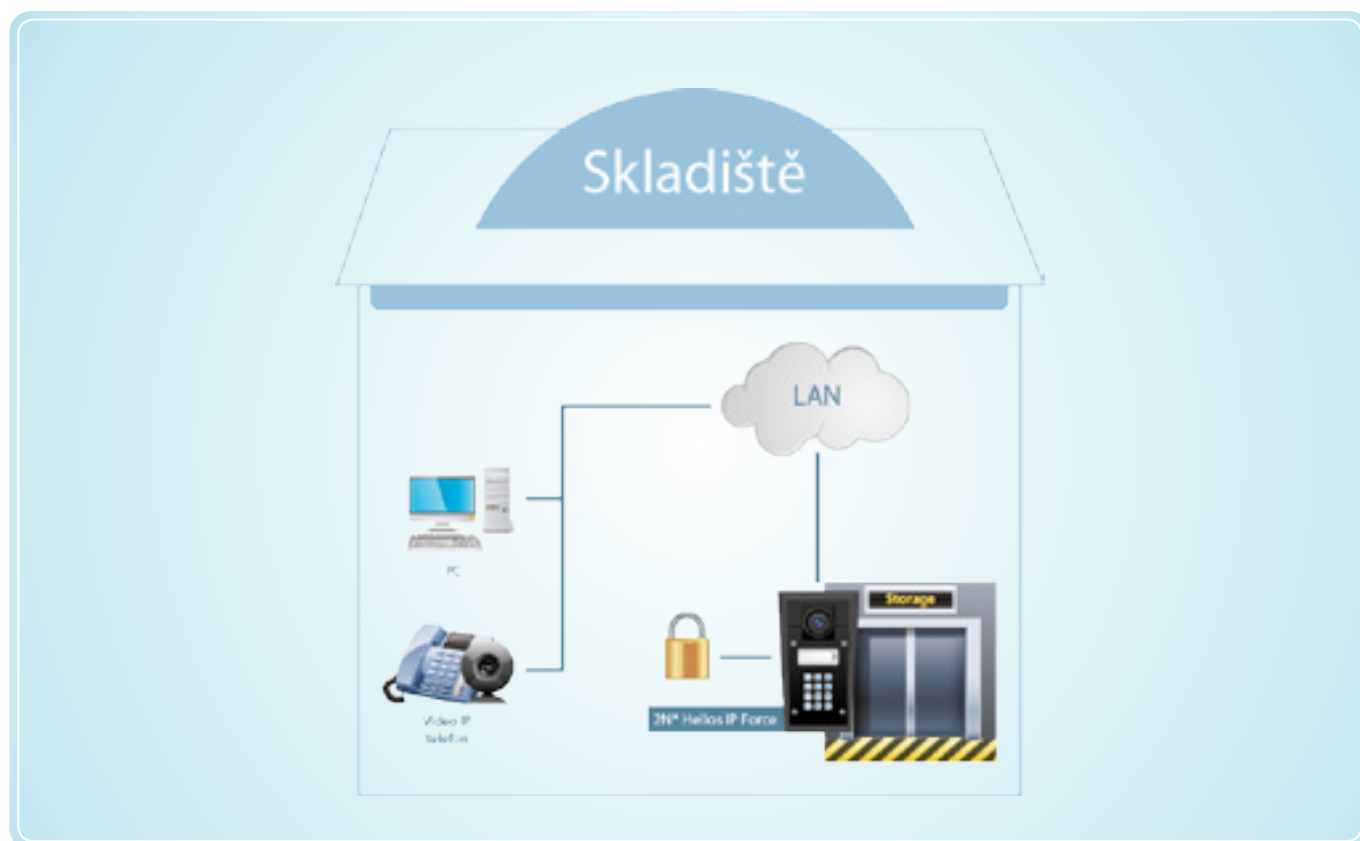 Skladiště
LAN
PC
Storage
2N® Helios IP Force
Video IP
telefon